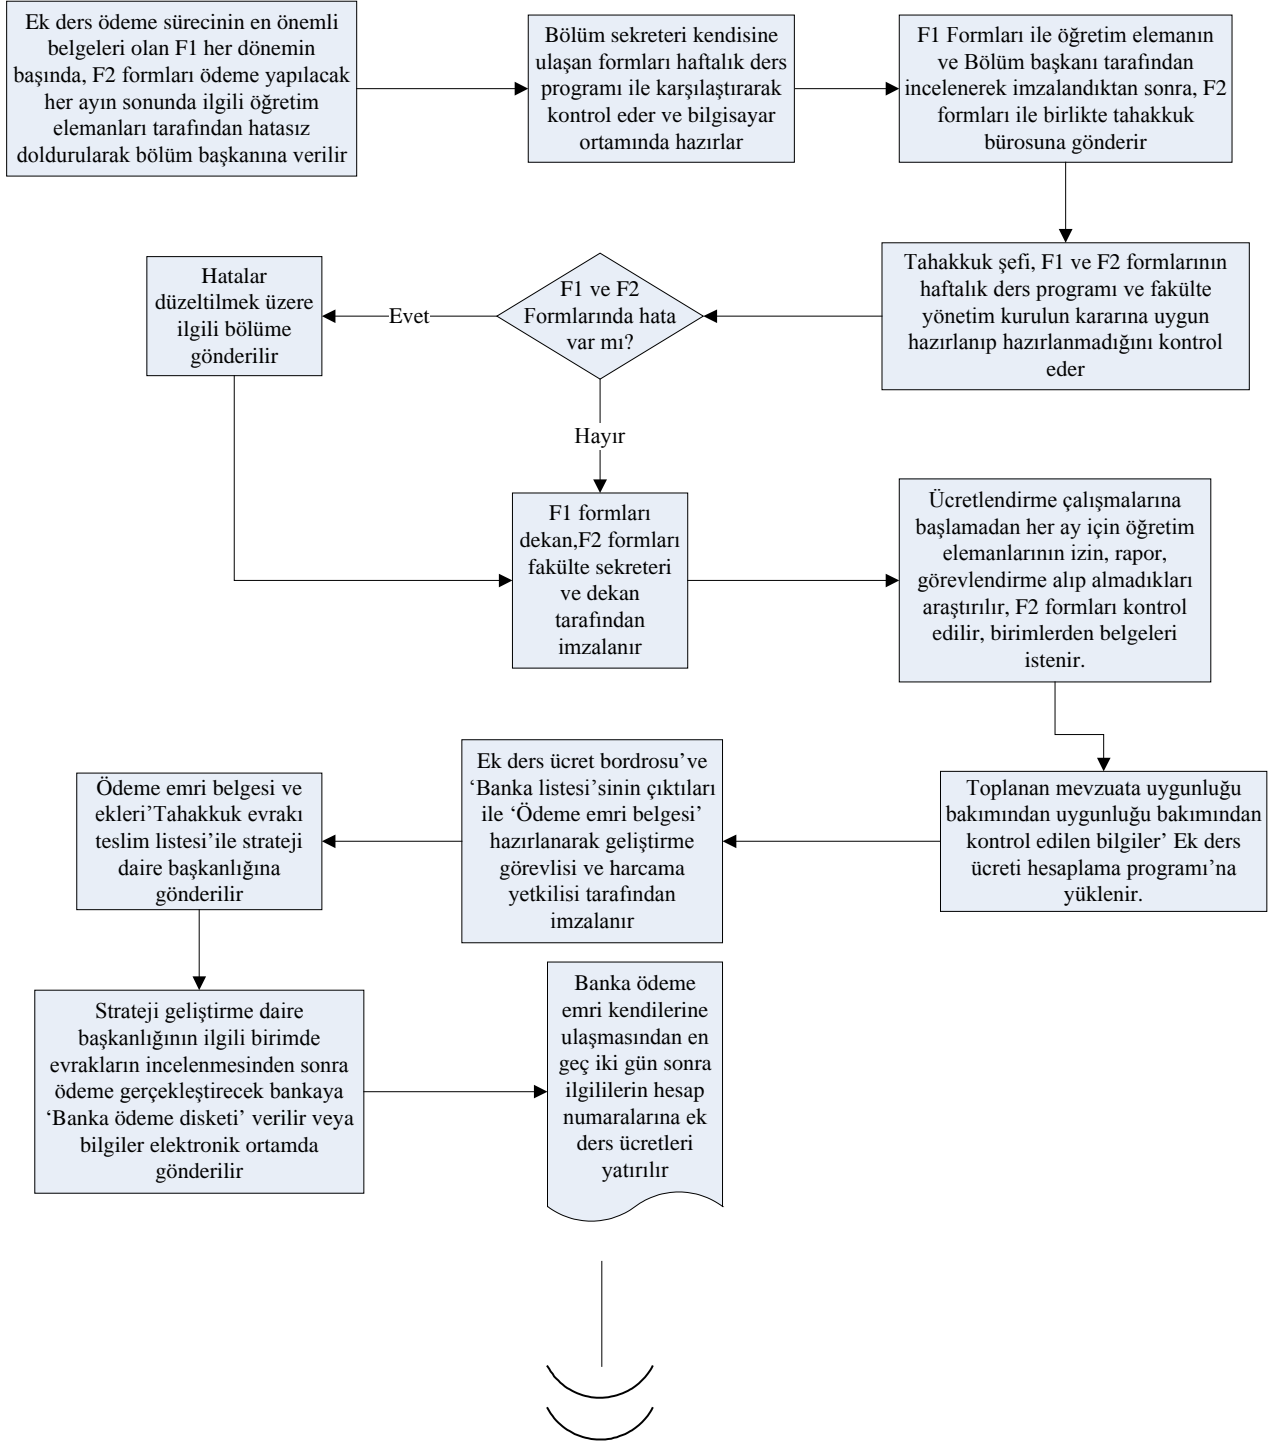 Ek ders ödeme sürecinin en önemli
belgeleri olan F1 her dönemin
başında, F2 formları ödeme yapılacak
her ayın sonunda ilgili öğretim
elemanları tarafından hatasız
doldurularak bölüm başkanına verilir
Bölüm sekreteri kendisine
ulaşan formları haftalık ders
programı ile karşılaştırarak
kontrol eder ve bilgisayar
ortamında hazırlar
F1 Formları ile öğretim elemanın
ve Bölüm başkanı tarafından
incelenerek imzalandıktan sonra, F2
formları ile birlikte tahakkuk
bürosuna gönderir
Tahakkuk şefi, F1 ve F2 formlarının
haftalık ders programı ve fakülte
yönetim kurulun kararına uygun
hazırlanıp hazırlanmadığını kontrol
eder
F1 ve F2
Formlarında hata
var mı?
Evet
Hatalar
düzeltilmek üzere
ilgili bölüme
gönderilir
Hayır
F1 formları
dekan,F2 formları
fakülte sekreteri
ve dekan
tarafından
imzalanır
Ücretlendirme çalışmalarına
başlamadan her ay için öğretim
elemanlarının izin, rapor,
görevlendirme alıp almadıkları
araştırılır, F2 formları kontrol
edilir, birimlerden belgeleri
istenir.
Toplanan mevzuata uygunluğu
bakımından uygunluğu bakımından
kontrol edilen bilgiler’ Ek ders
ücreti hesaplama programı’na
yüklenir.
Ek ders ücret bordrosu’ve
‘Banka listesi’sinin çıktıları
ile ‘Ödeme emri belgesi’
hazırlanarak geliştirme
görevlisi ve harcama
yetkilisi tarafından
imzalanır
Ödeme emri belgesi ve
ekleri’Tahakkuk evrakı
teslim listesi’ile strateji
daire başkanlığına
gönderilir
Strateji geliştirme daire
başkanlığının ilgili birimde
evrakların incelenmesinden sonra
ödeme gerçekleştirecek bankaya
‘Banka ödeme disketi’ verilir veya
bilgiler elektronik ortamda
gönderilir
Banka ödeme
emri kendilerine
ulaşmasından en
geç iki gün sonra
ilgililerin hesap
numaralarına ek
ders ücretleri
yatırılır